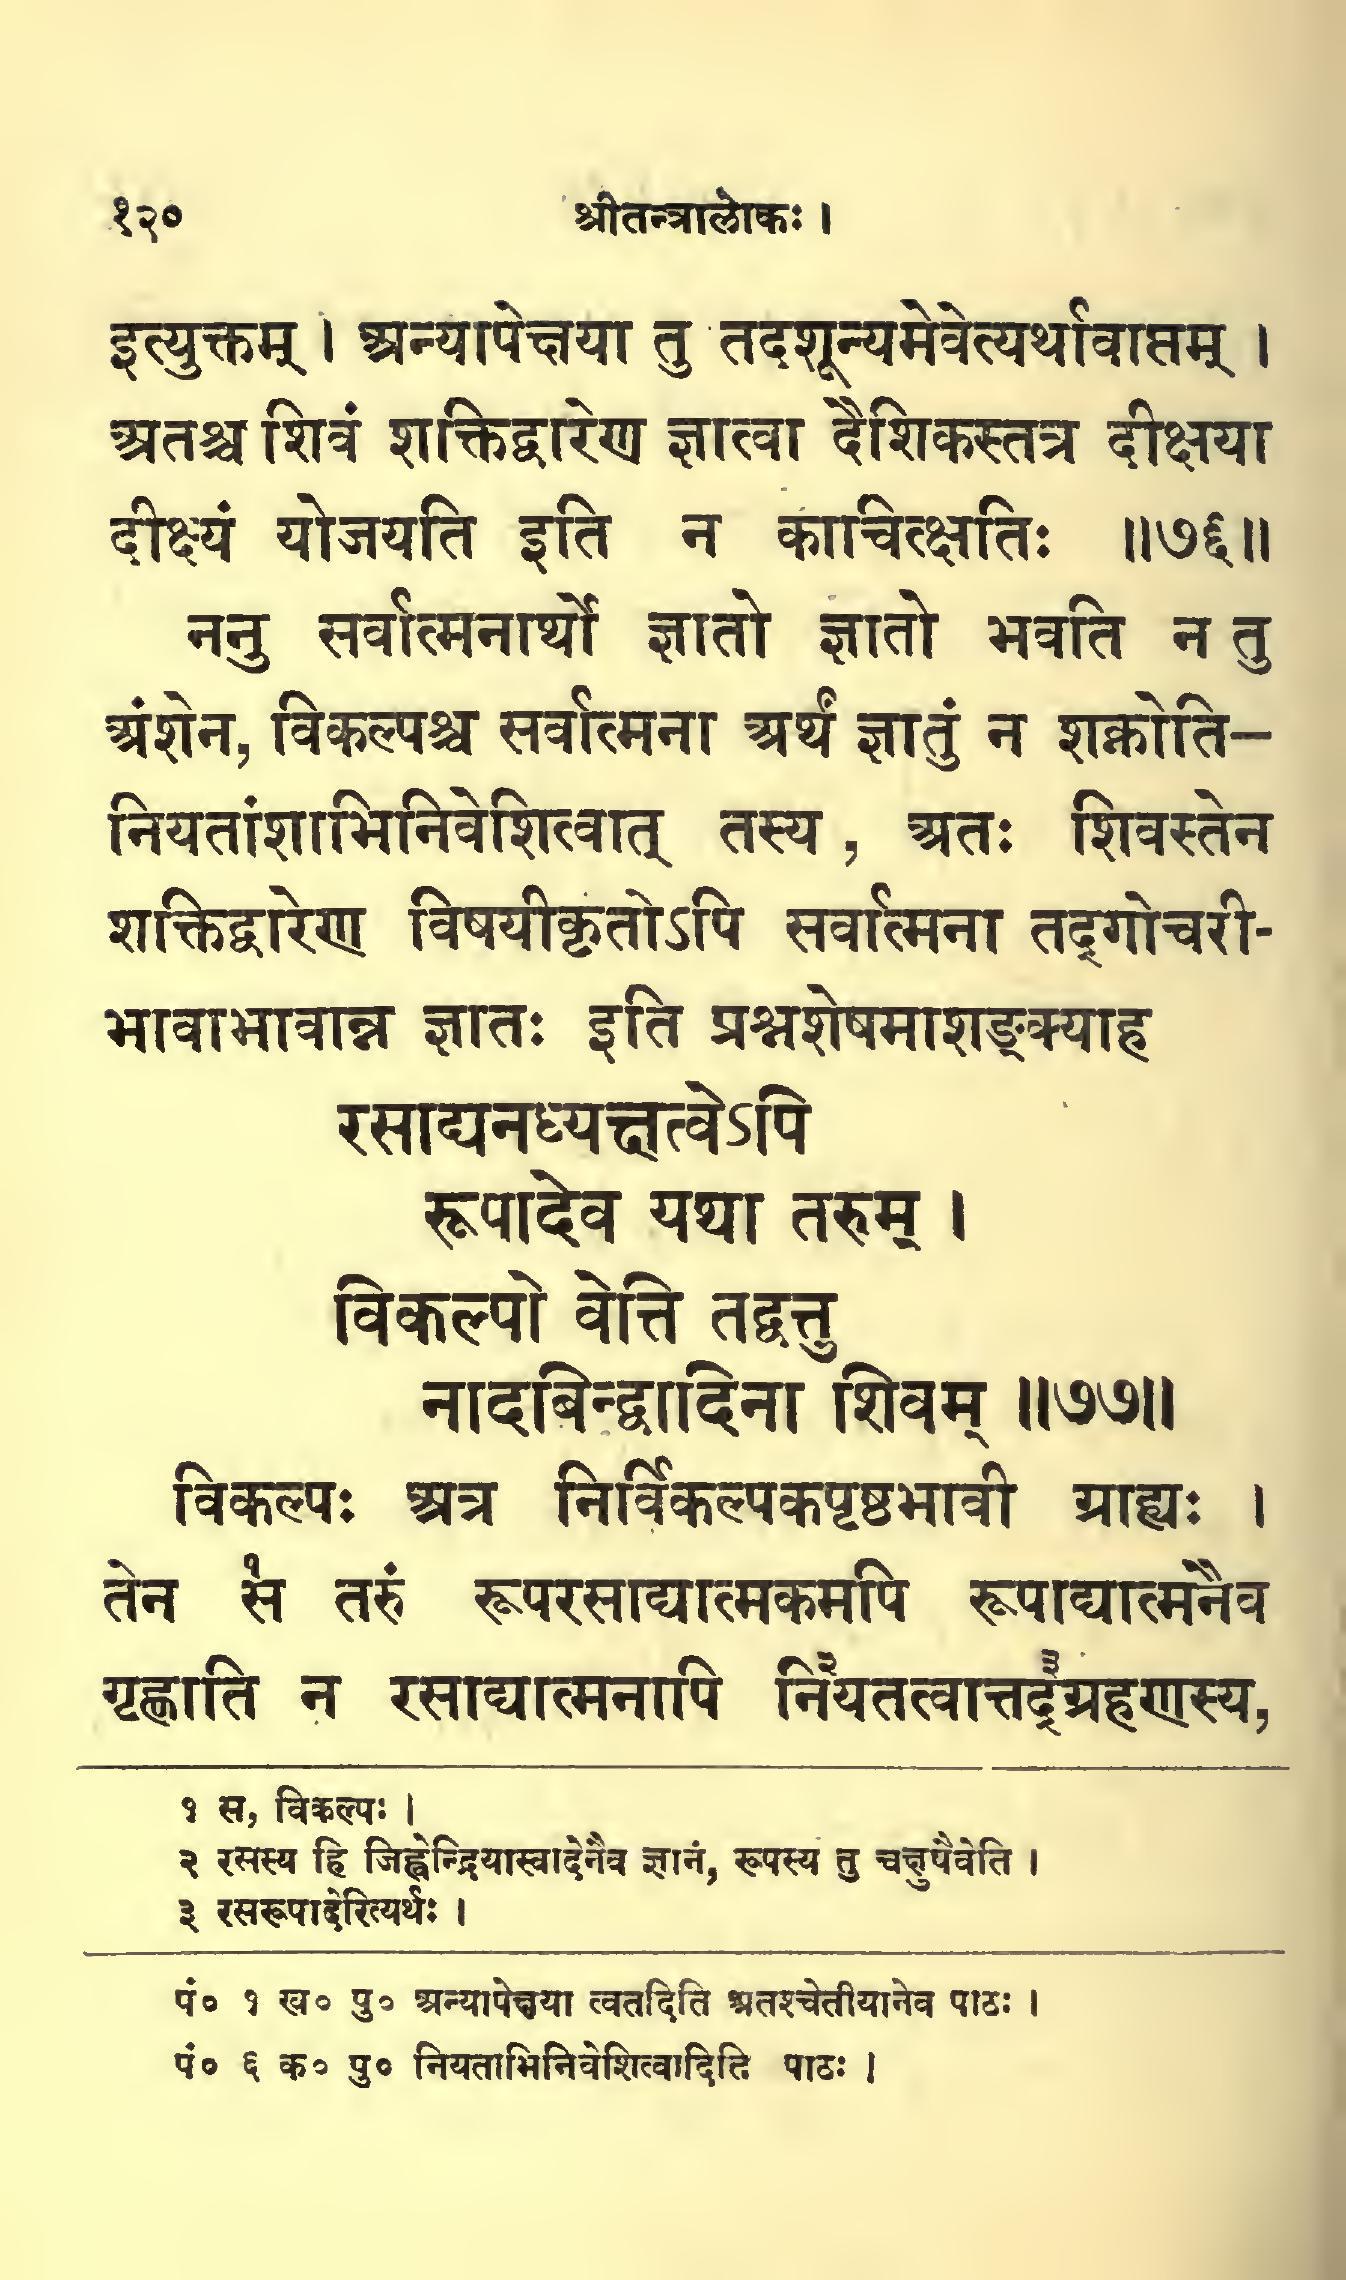 १२०
श्रीतन्त्रालोकः ।
इत्युक्तम् । अन्यापेक्षया तु तदशून्यमेवेत्यर्थावाप्तम् ।
अतश्च शिवं शक्तिद्वारेण ज्ञात्वा दैशिकस्तत्र दीक्षया
दीक्ष्यं योजयति इति न काचित्क्षतिः ॥७६॥
ननु सर्वात्मनार्थो ज्ञातो ज्ञातो भवति न तु
अंशेन, विकल्पश्च सर्वात्मना अर्थं ज्ञातुं न शक्नोति—
नियतांशाभिनिवेशित्वात् तस्य, अतः शिवस्तेन
शक्तिद्वारेण विषयीकृतोऽपि सर्वात्मना तद्गोचरी-
भावाभावान्न ज्ञातः इति प्रश्नशेषमाशङ्क्याह
रसाद्यनध्यक्षत्वेऽपि
रूपादेव यथा तरुम् ।
विकल्पो वेत्ति तद्वत्तु
नादबिन्द्वादिना शिवम् ॥७७॥
विकल्पः अत्र निर्विकल्पकपृष्ठभावी ग्राह्यः ।
तेन स१ तरुं रूपरसाद्यात्मकमपि रूपाद्यात्मनैव
गृह्णाति न रसाद्यात्मनापि नि२यतत्वात्तद्३ग्रहणस्य,
१ स, विकल्पः ।
२ रसस्य हि जिह्वेन्द्रियास्वादेनैव ज्ञानं, रूपस्य तु चक्षुषैवेति ।
३ रसरूपादेरित्यर्थः ।
पं० १ ख० पु० अन्यापेक्षया त्वतदिति अतश्चेतीयानेव पाठः ।
पं० ६ क० पु० नियताभिनिवेशित्वादिति पाठः ।